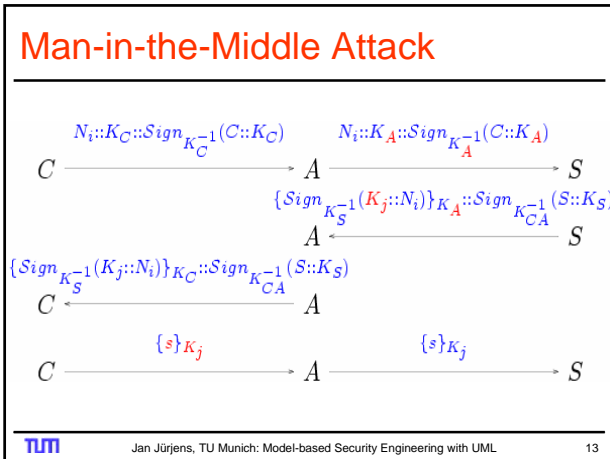 Man-in-the-Middle Attack
N_i::K_C::Sign_{K_C^{-1}}(C::K_C) N_i::K_A::Sign_{K_A^{-1}}(C::K_A)
C A S
{Sign_{K_S^{-1}}(K_j::N_i)}_{K_A}::Sign_{K_{CA}^{-1}}(S::K_S)
A S
{Sign_{K_S^{-1}}(K_j::N_i)}_{K_C}::Sign_{K_{CA}^{-1}}(S::K_S)
C A
{s}_{K_j} {s}_{K_j}
C A S
TUM Jan Jürjens, TU Munich: Model-based Security Engineering with UML 13